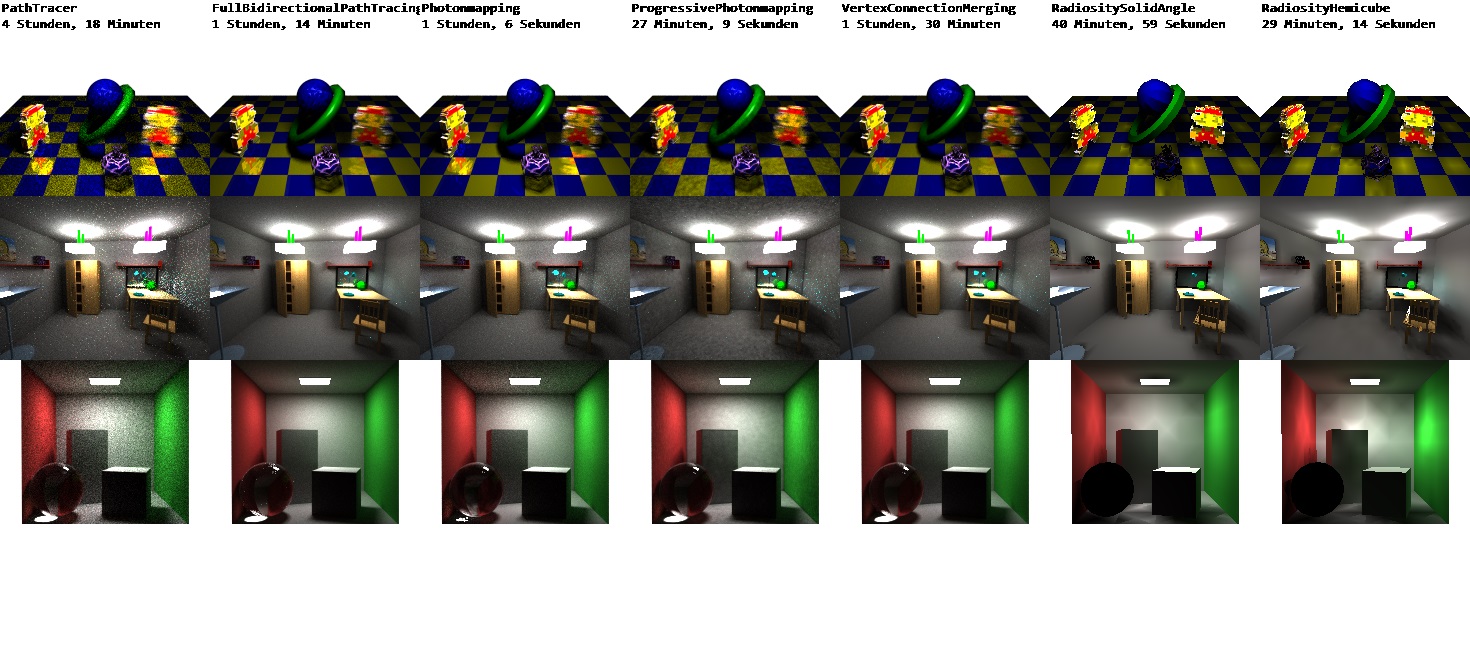 PathTracer
4 Stunden, 18 Minuten
FullBidirectionalPathTracing
1 Stunden, 14 Minuten
Photonmapping
1 Stunden, 6 Sekunden
ProgressivePhotonmapping
27 Minuten, 9 Sekunden
VertexConnectionMerging
1 Stunden, 30 Minuten
RadiositySolidAngle
40 Minuten, 59 Sekunden
RadiosityHemicube
29 Minuten, 14 Sekunden